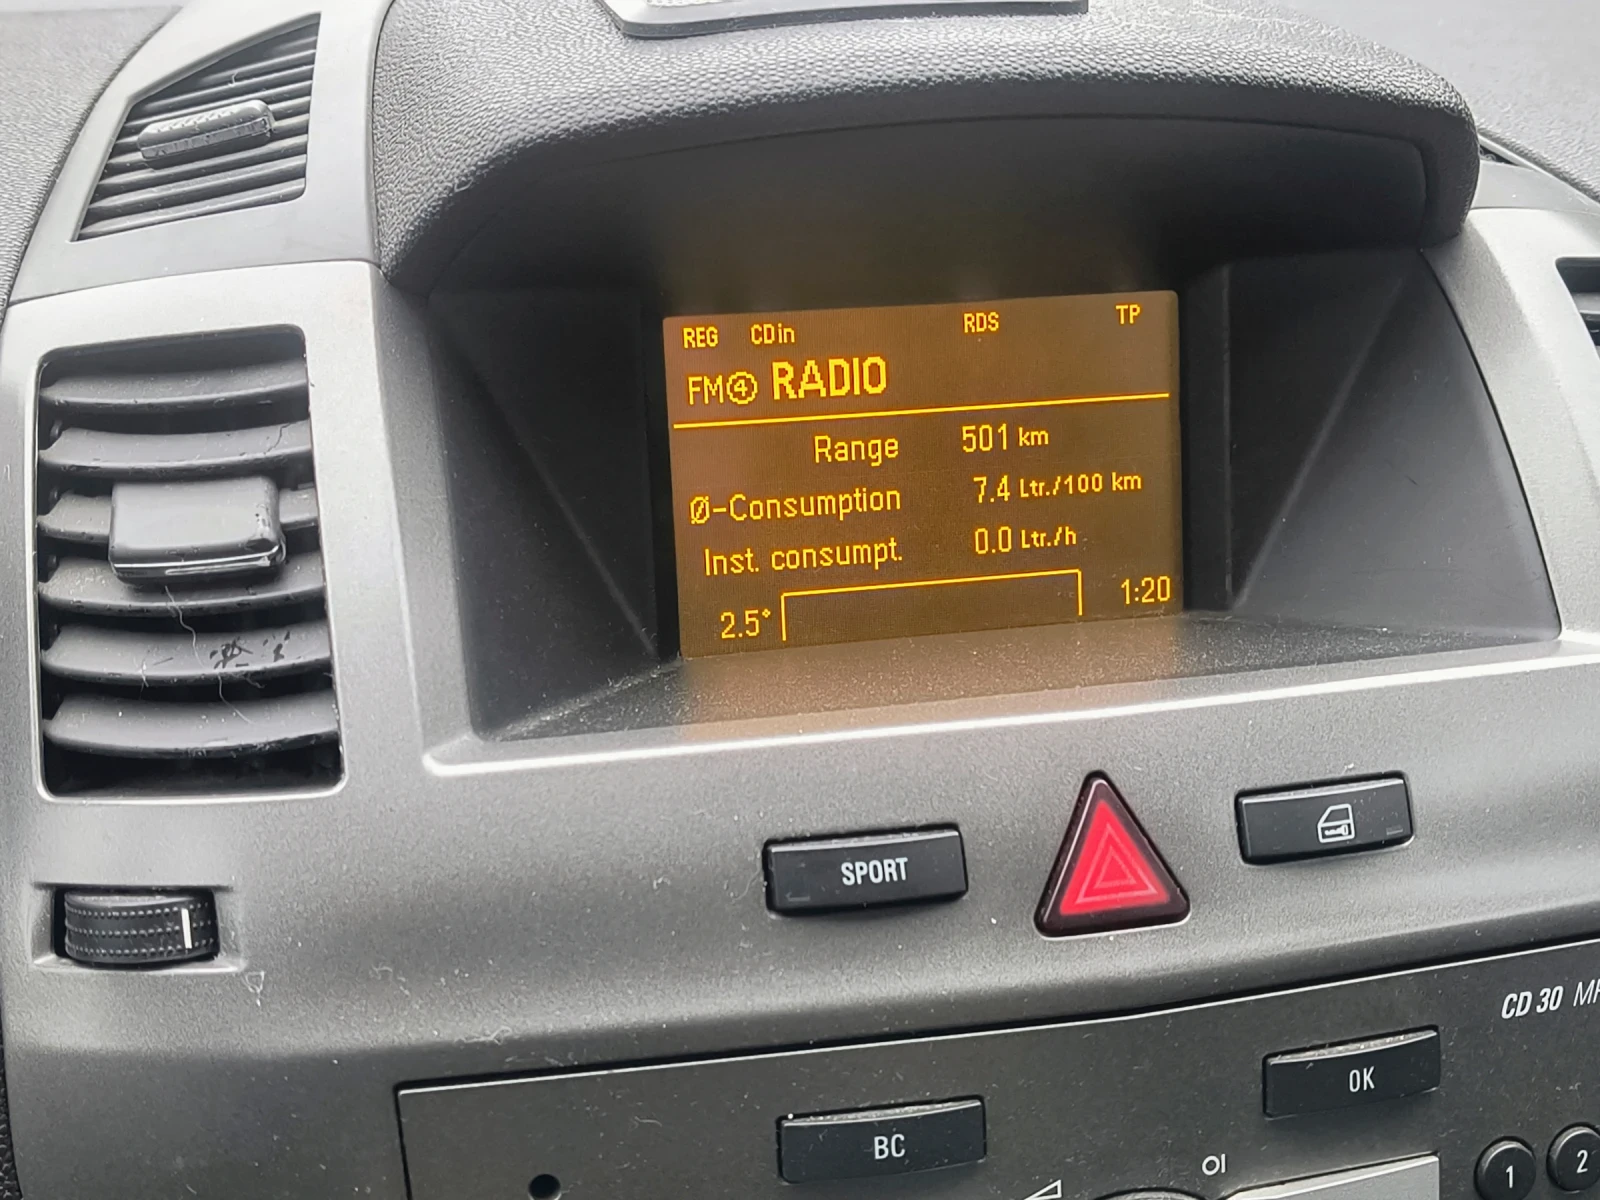 REG CDin RDS TP
FM④ RADIO
Range 501 km
Ø-Consumption 7.4 Ltr./100 km
Inst. consumpt. 0.0 Ltr./h
2.5° 1:20
SPORT
CD 30
OK
BC
1 2